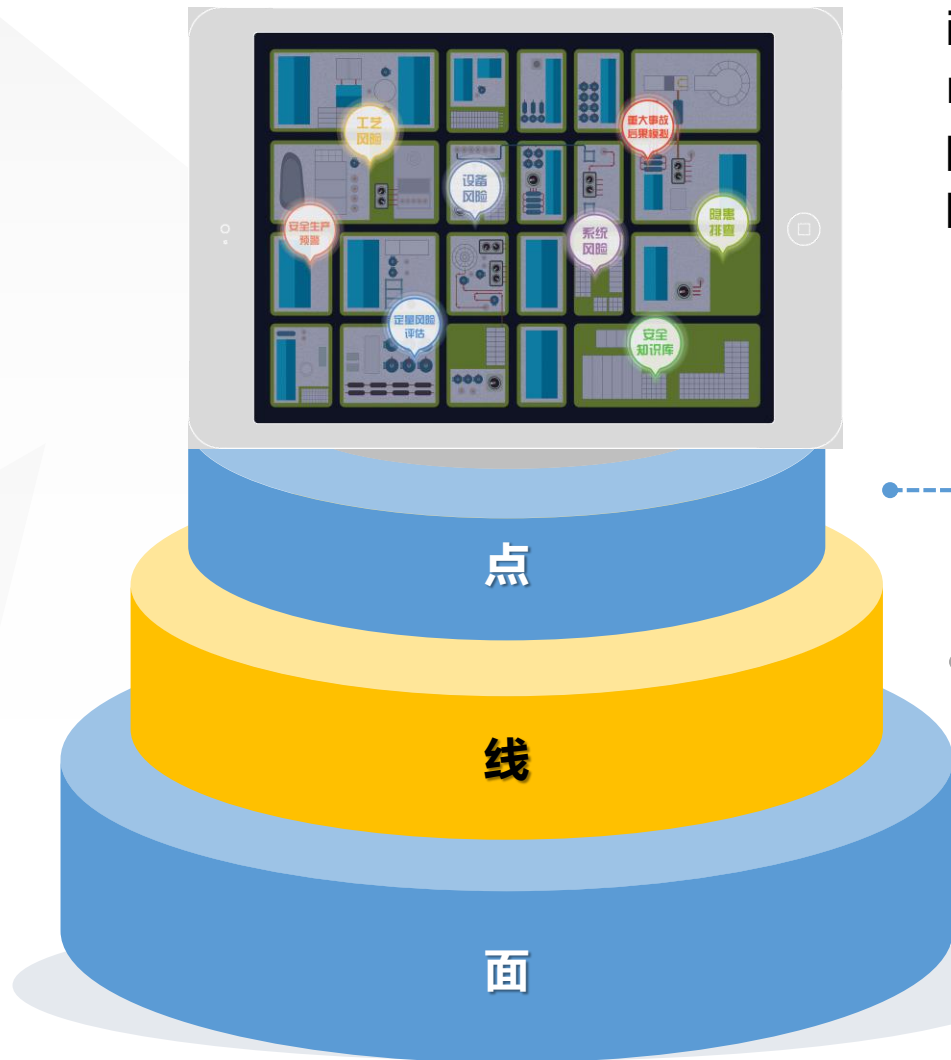 工艺
风险
重大事故
后果模拟
设备
风险
安全生产
预警
系统
风险
隐患
排查
定量风险
评估
安全
知识库
点
线
面